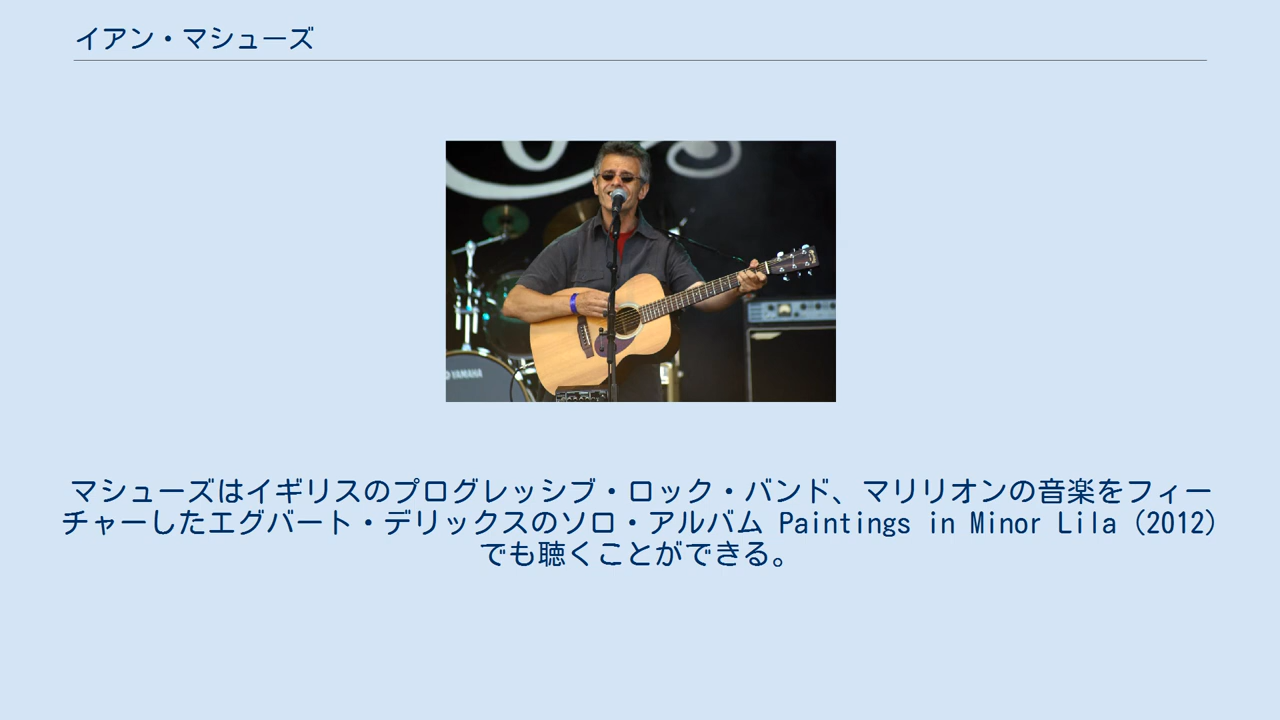 イアン・マシューズ
YAMAHA
マシューズはイギリスのプログレッシブ・ロック・バンド、マリリオンの音楽をフィー
チャーしたエグバート・デリックスのソロ・アルバム Paintings in Minor Lila (2012)
でも聴くことができる。